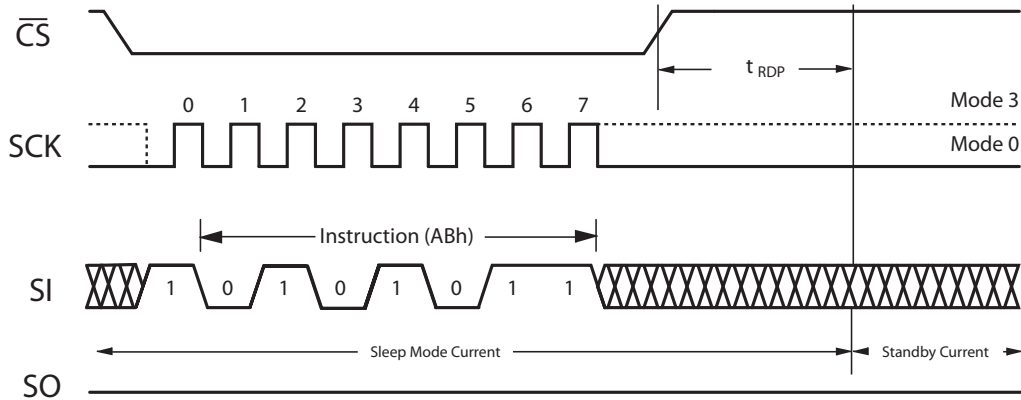 CS
t RDP
0 1 2 3 4 5 6 7
Mode 3
SCK
Mode 0
Instruction (ABh)
SI
1 0 1 0 1 0 1 1
Sleep Mode Current
Standby Current
SO